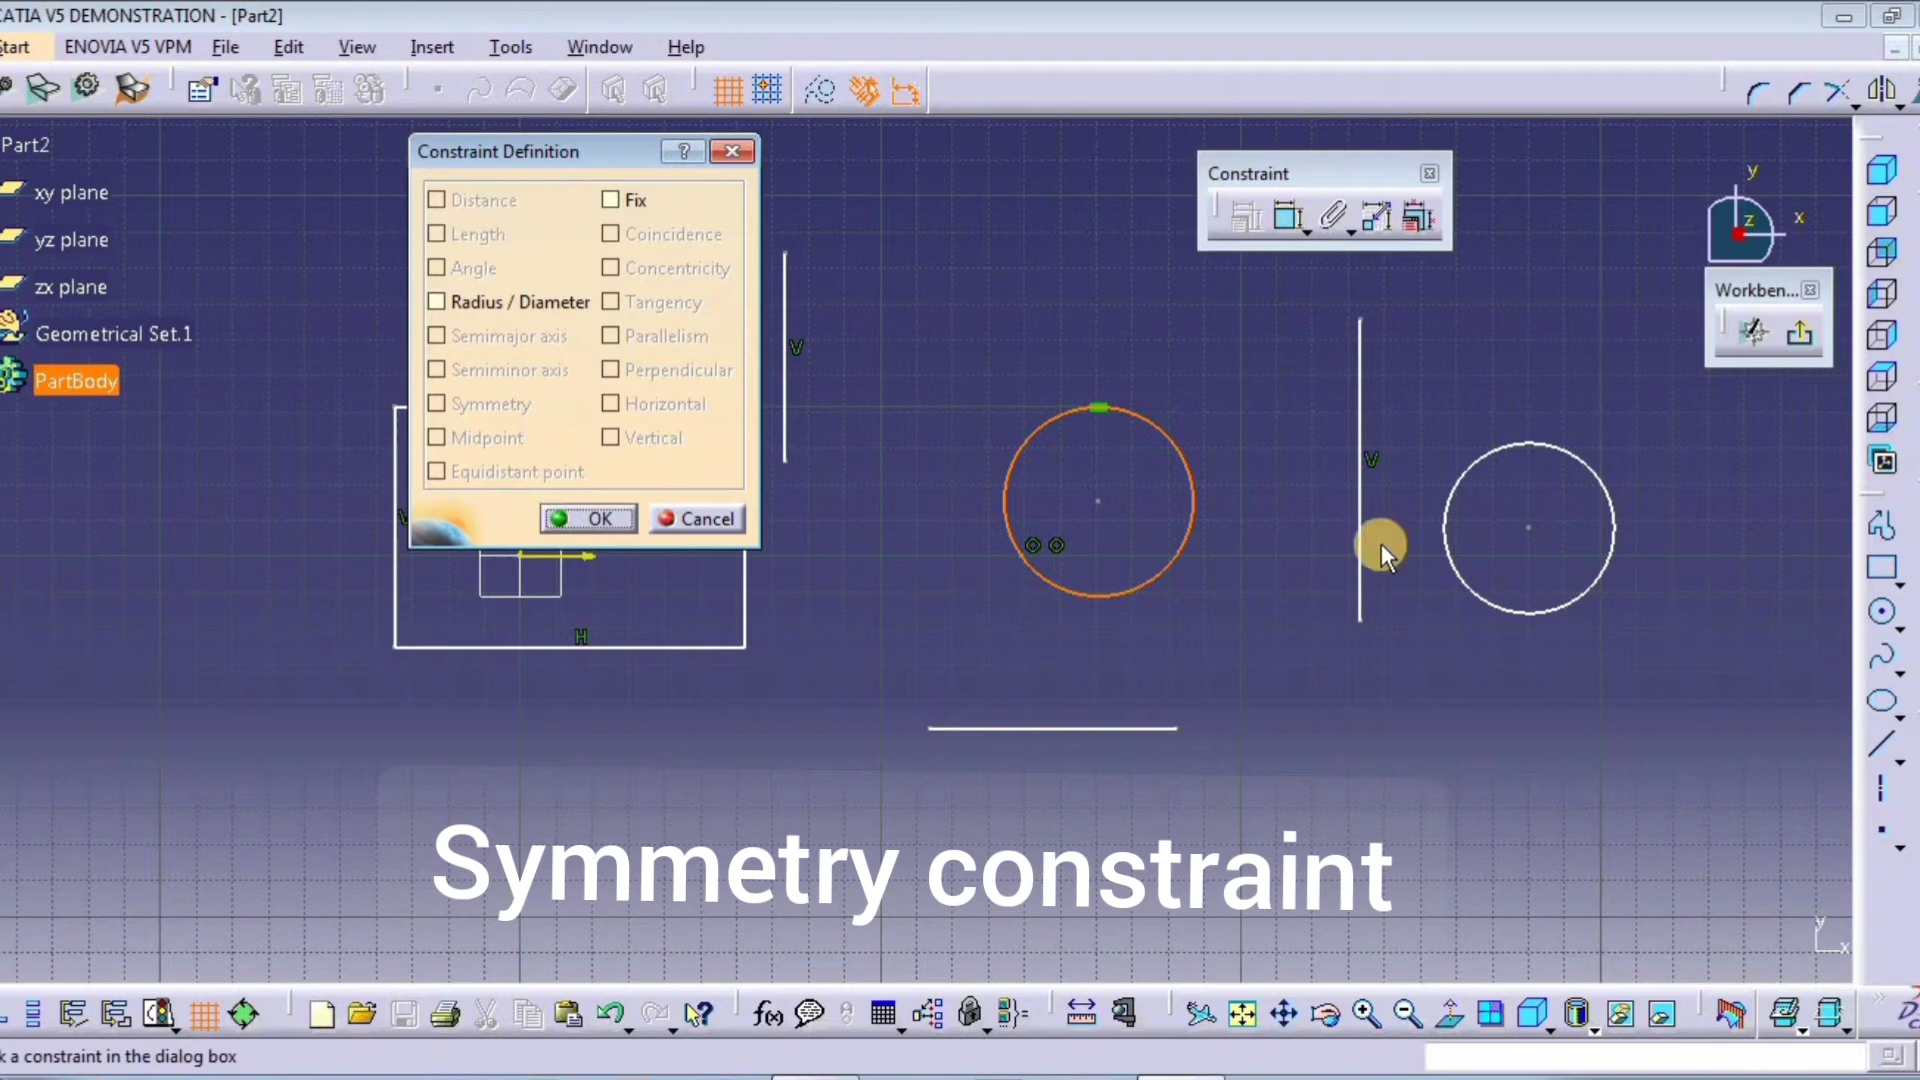 CATIA V5 DEMONSTRATION - [Part2]
Start ENOVIA V5 VPM File Edit View Insert Tools Window Help
Part2
xy plane
yz plane
zx plane
Geometrical Set.1
PartBody
Constraint Definition
Distance
Length
Angle
Radius / Diameter
Semimajor axis
Semiminor axis
Symmetry
Midpoint
Equidistant point
Fix
Coincidence
Concentricity
Tangency
Parallelism
Perpendicular
Horizontal
Vertical
OK Cancel
V
V
H
V
Constraint
y
z x
Workben...
Symmetry constraint
y
x
f(x)
k a constraint in the dialog box